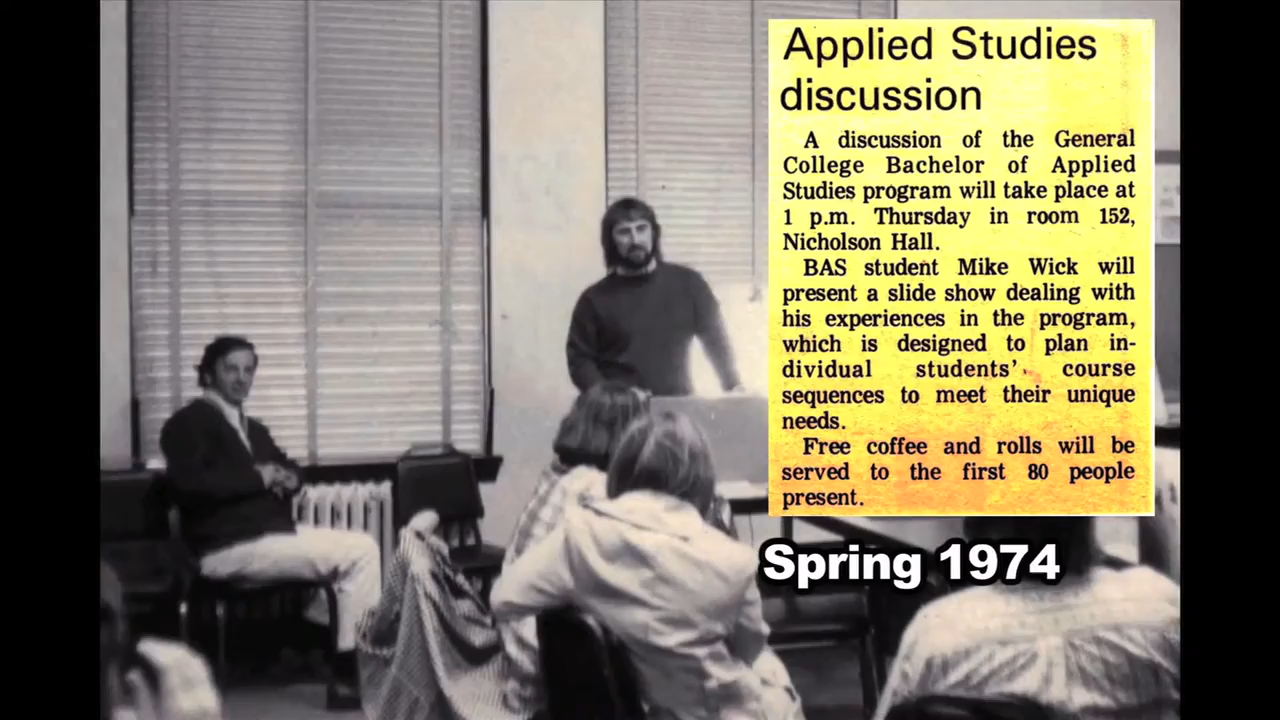 Applied Studies
discussion
A discussion of the General
College Bachelor of Applied
Studies program will take place at
1 p.m. Thursday in room 152,
Nicholson Hall.
BAS student Mike Wick will
present a slide show dealing with
his experiences in the program,
which is designed to plan in-
dividual students' course
sequences to meet their unique
needs.
Free coffee and rolls will be
served to the first 80 people
present.
Spring 1974